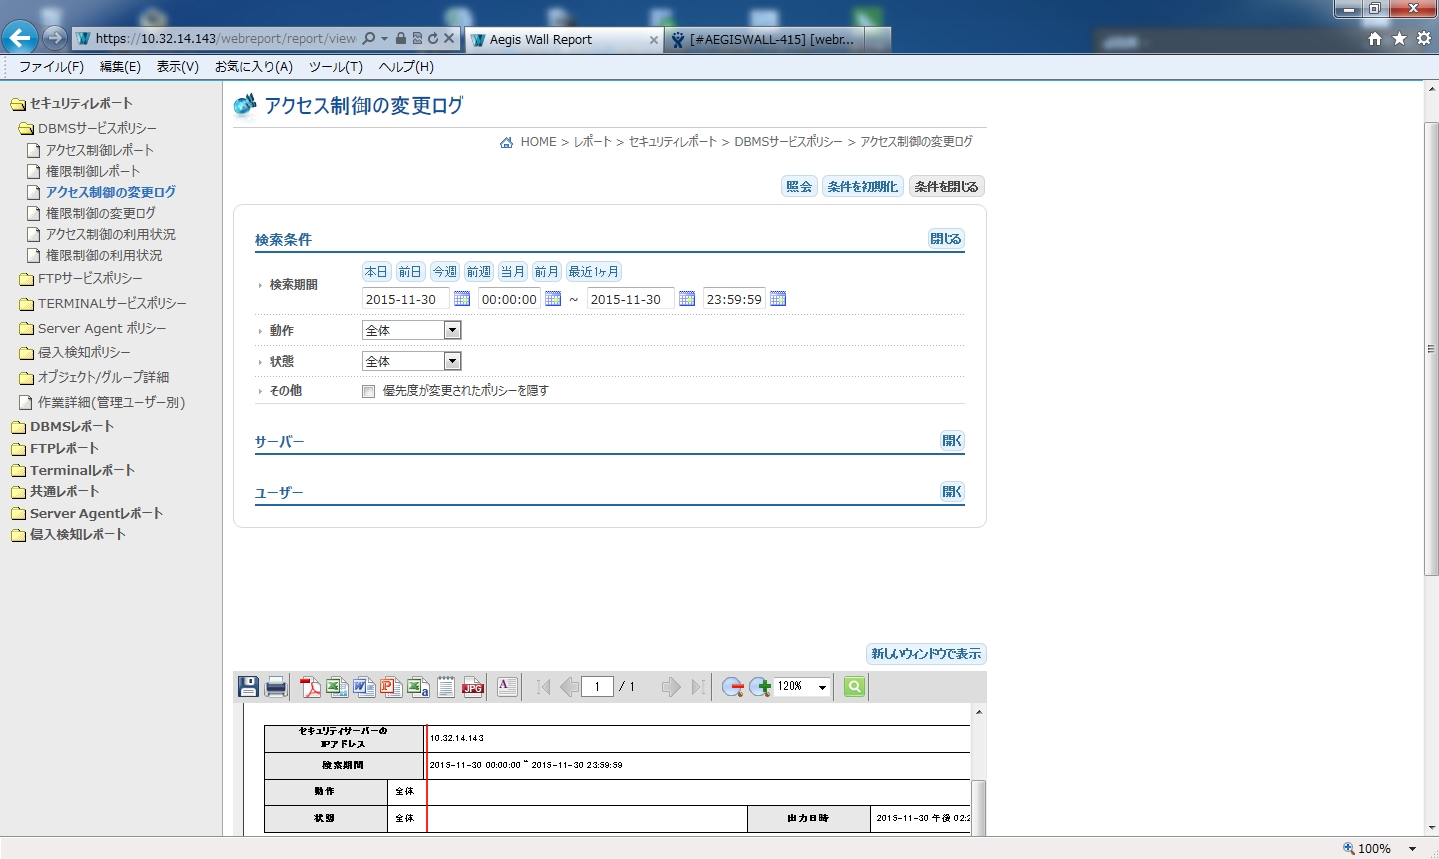 https://10.32.14.143/webreport/report/view
Aegis Wall Report
[#AEGISWALL-415] [webr...
ファイル(F) 編集(E) 表示(V) お気に入り(A) ツール(T) ヘルプ(H)
セキュリティレポート
DBMSサービスポリシー
アクセス制御レポート
権限制御レポート
アクセス制御の変更ログ
権限制御の変更ログ
アクセス制御の利用状況
権限制御の利用状況
FTPサービスポリシー
TERMINALサービスポリシー
Server Agent ポリシー
侵入検知ポリシー
オブジェクト/グループ詳細
作業詳細(管理ユーザー別)
DBMSレポート
FTPレポート
Terminalレポート
共通レポート
Server Agentレポート
侵入検知レポート
アクセス制御の変更ログ
HOME > レポート > セキュリティレポート > DBMSサービスポリシー > アクセス制御の変更ログ
照会 条件を初期化 条件を閉じる
検索条件 閉じる
検索期間 本日 前日 今週 前週 当月 前月 最近1ヶ月
2015-11-30 00:00:00 ~ 2015-11-30 23:59:59
動作 全体
状態 全体
その他 優先度が変更されたポリシーを隠す
サーバー 開く
ユーザー 開く
新しいウィンドウで表示
1 / 1 120%
セキュリティサーバーの
IPアドレス 10.32.14.143
検索期間 2015-11-30 00:00:00 ~ 2015-11-30 23:59:59
動作 全体
状態 全体 出力日時 2015-11-30 午後 02:2
100%